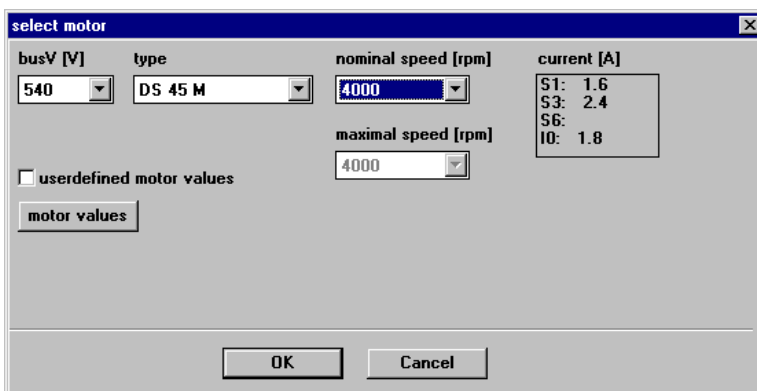 select motor
busV [V]
type
nominal speed [rpm]
current [A]
540
DS 45 M
4000
S1: 1.6
S3: 2.4
S6:
I0: 1.8
maximal speed [rpm]
4000
userdefined motor values
motor values
OK
Cancel